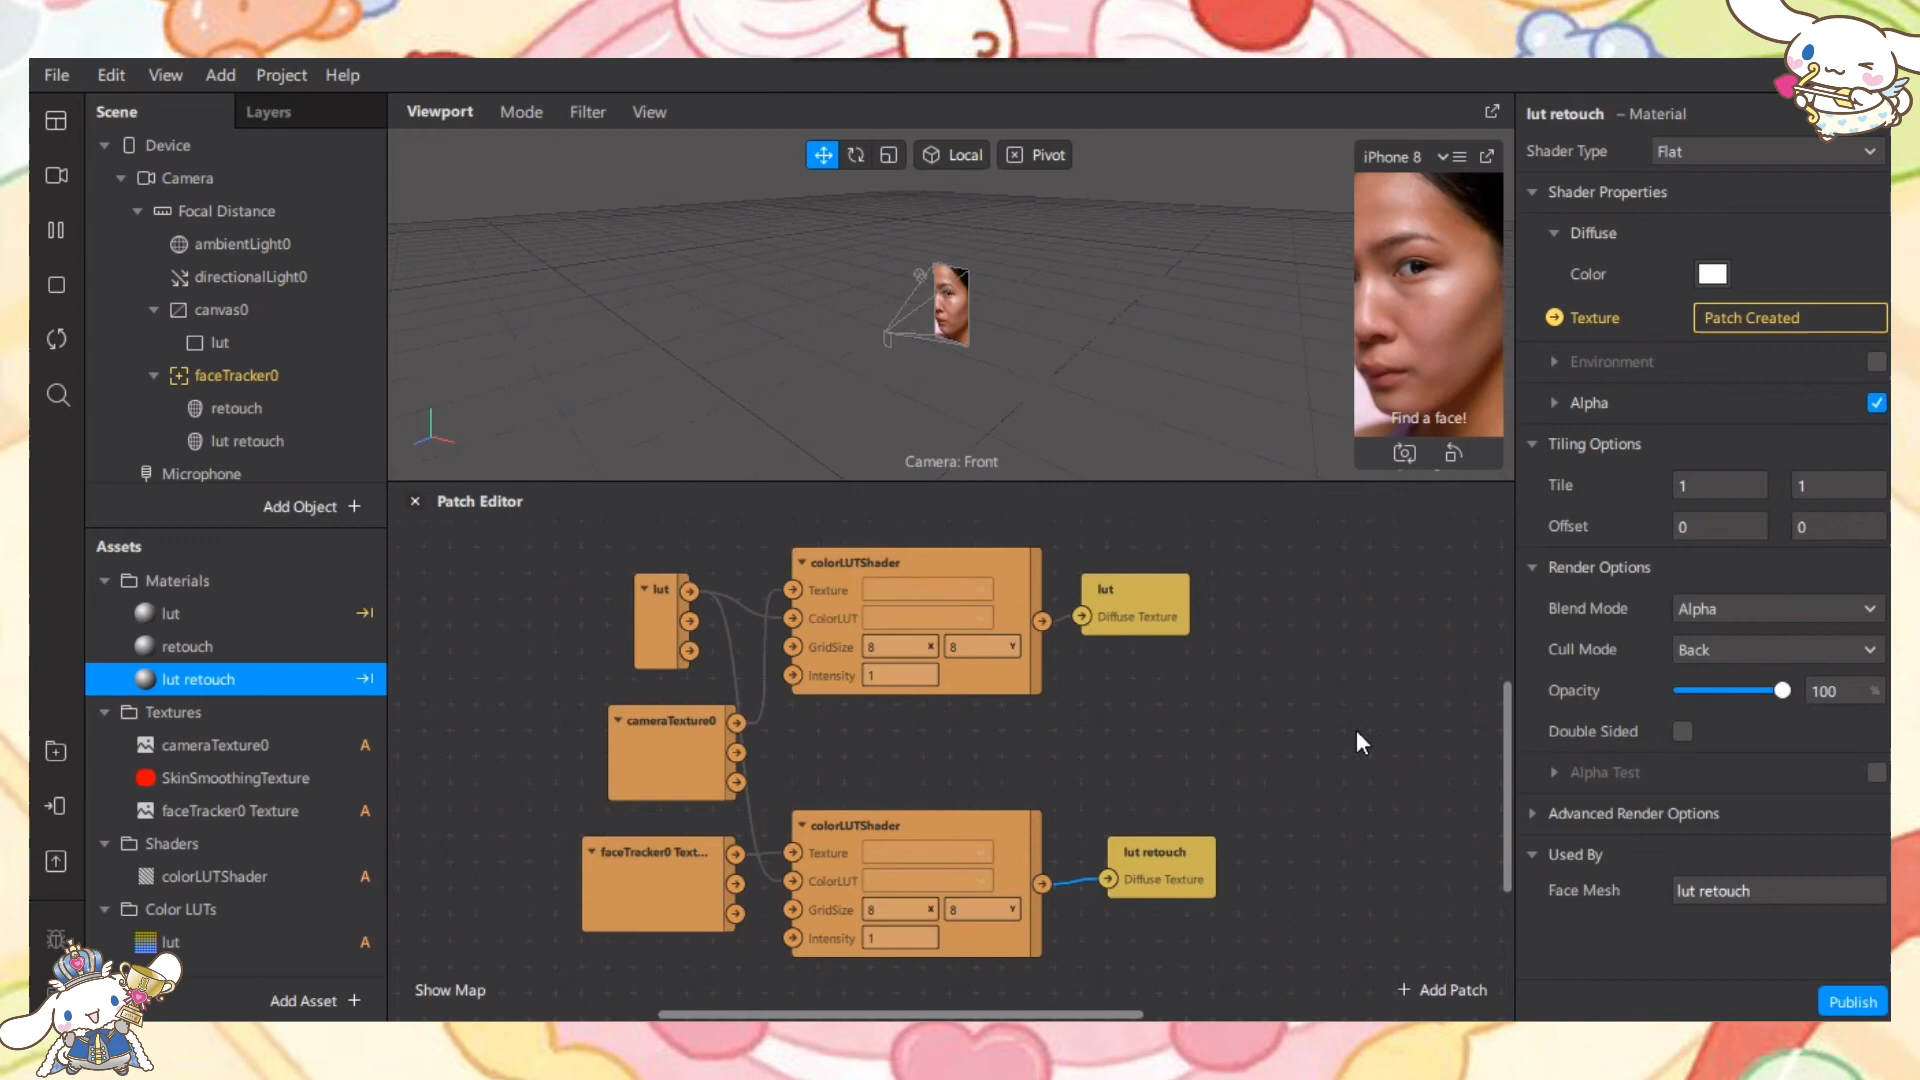 File Edit View Add Project Help
Scene Layers
Device
Camera
Focal Distance
ambientLight0
directionalLight0
canvas0
lut
faceTracker0
retouch
lut retouch
Microphone
Add Object +
Assets
Materials
lut
retouch
lut retouch
Textures
cameraTexture0 A
SkinSmoothingTexture
faceTracker0 Texture A
Shaders
colorLUTShader A
Color LUTs
lut A
Add Asset +
Viewport Mode Filter View
Local Pivot
iPhone 8
Find a face!
Camera: Front
Patch Editor
lut
cameraTexture0
faceTracker0 Text...
colorLUTShader
Texture
ColorLUT
GridSize 8 X 8 Y
Intensity 1
lut
Diffuse Texture
colorLUTShader
Texture
ColorLUT
GridSize 8 X 8 Y
Intensity 1
lut retouch
Diffuse Texture
Show Map
+ Add Patch
lut retouch – Material
Shader Type Flat
Shader Properties
Diffuse
Color
Texture Patch Created
Environment
Alpha
Tiling Options
Tile 1 1
Offset 0 0
Render Options
Blend Mode Alpha
Cull Mode Back
Opacity 100 %
Double Sided
Alpha Test
Advanced Render Options
Used By
Face Mesh lut retouch
Publish